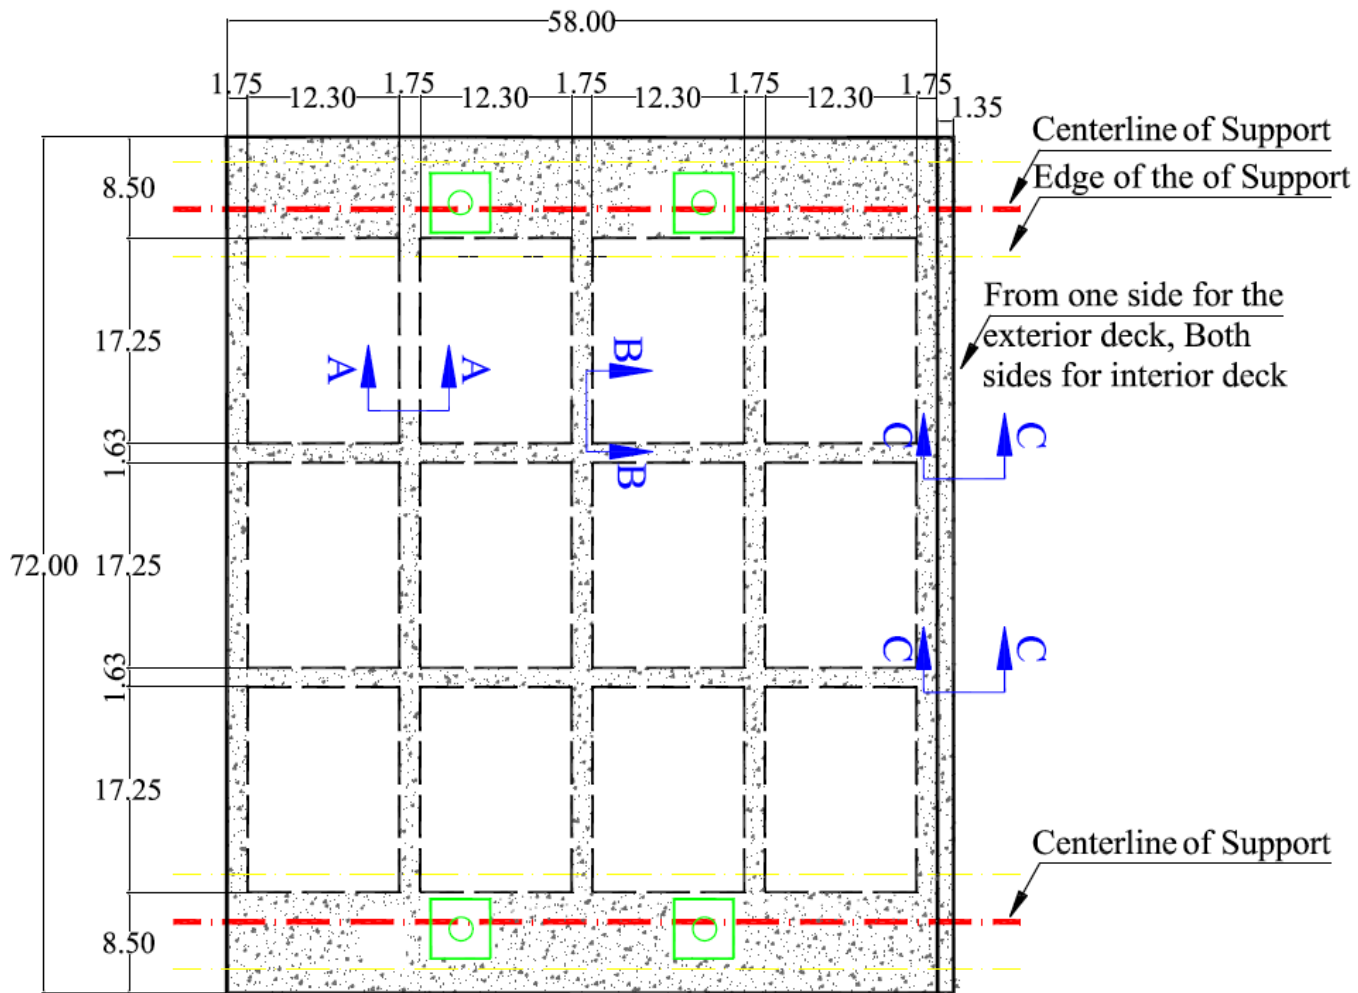 58.00
1.75 1.75 1.75 1.75 1.75
12.30 12.30 12.30 12.30
1.35
Centerline of Support
8.50
Edge of the of Support
From one side for the
exterior deck, Both
sides for interior deck
17.25
A A
B
B
C C
1.63
72.00 17.25
C C
1.63
17.25
Centerline of Support
8.50